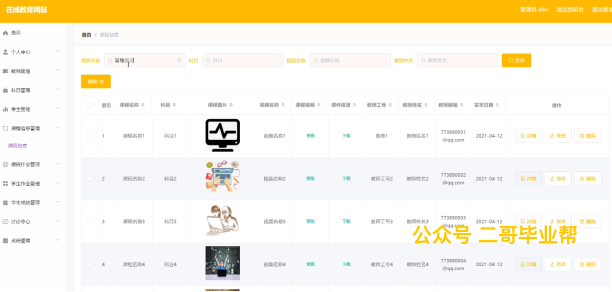 在线教育网站
管理员 abo 退出到前台 退出登录
首页
首页 / 课程信息
个人中心
教师管理
科目管理
学生管理
课程信息管理
课程信息
课程作业管理
学生作业管理
学生成绩管理
讨论中心
系统管理
课程名称 科目 科目 视频名称 视频名称 教师姓名 教师姓名 查询
删除
索引 课程名称 科目 课程图片 视频名称 课程视频 课件资源 教师工号 教师姓名 教师邮箱 发布日期 操作
1 课程名称1 科目1 视频名称1 预览 下载 教师1 教师姓名1 773890001@qq.com 2021-04-12 详情 修改 删除
2 课程名称2 科目2 视频名称2 预览 下载 教师工号2 教师姓名2 773890002@qq.com 2021-04-12 详情 修改 删除
3 课程名称3 科目3 视频名称3 预览 下载 教师工号3 教师姓名3 773890003@qq.com 2021-04-12 详情 修改 删除
公众号 二哥毕业帮
4 课程名称4 科目4 视频名称4 预览 下载 教师工号4 教师姓名4 773890004@qq.com 2021-04-12 详情 修改 删除